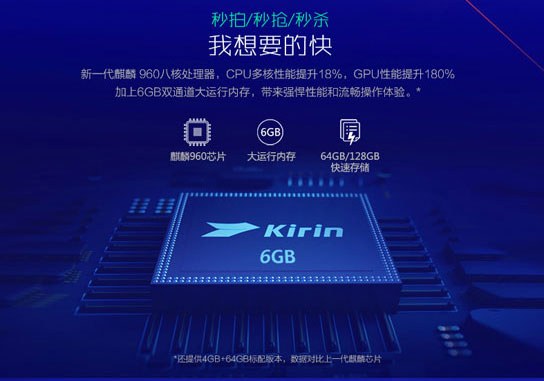 秒拍/秒抢/秒杀
我想要的快
新一代麒麟 960八核处理器，CPU多核性能提升18%，GPU性能提升180%
加上6GB双通道大运行内存，带来强悍性能和流畅操作体验。*
6GB
麒麟960芯片 大运行内存 64GB/128GB
快速存储
Kirin
6GB
*还提供4GB+64GB标配版本，数据对比上一代麒麟芯片